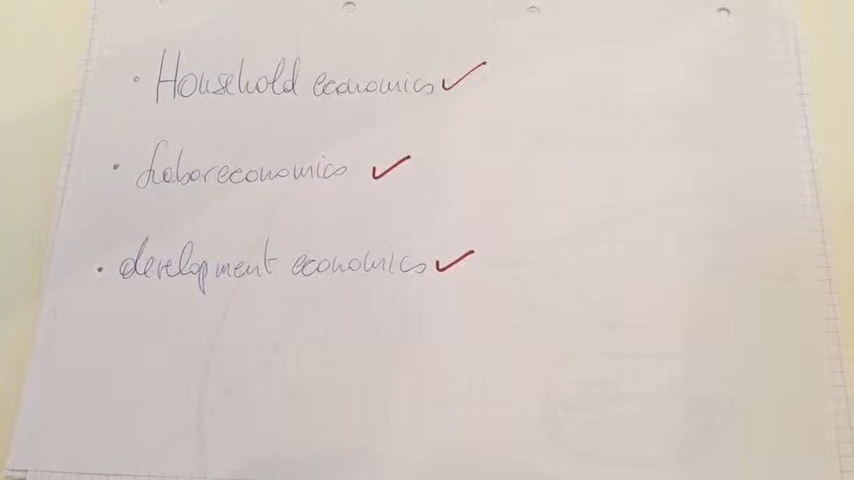 • Household economics ✓
• Laboreconomics ✓
• development economics ✓